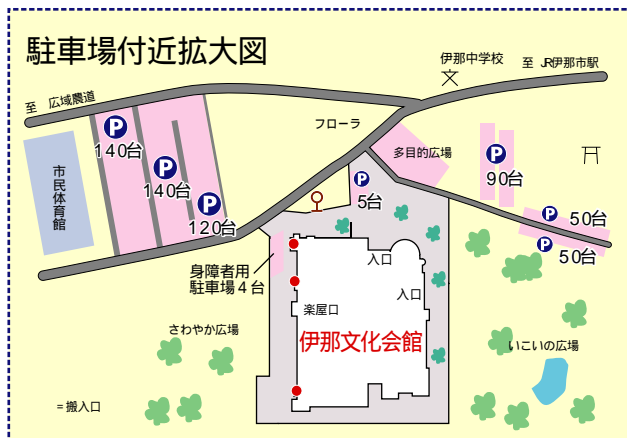 駐車場付近拡大図
伊那中学校
至 JR伊那市駅
至 広域農道
フローラ
P
140台
P
140台
P
120台
市民体育館
多目的広場
P
90台
P
5台
P
50台
P
50台
身障者用
駐車場4台
入口
入口
楽屋口
伊那文化会館
さわやか広場
いこいの広場
=搬入口